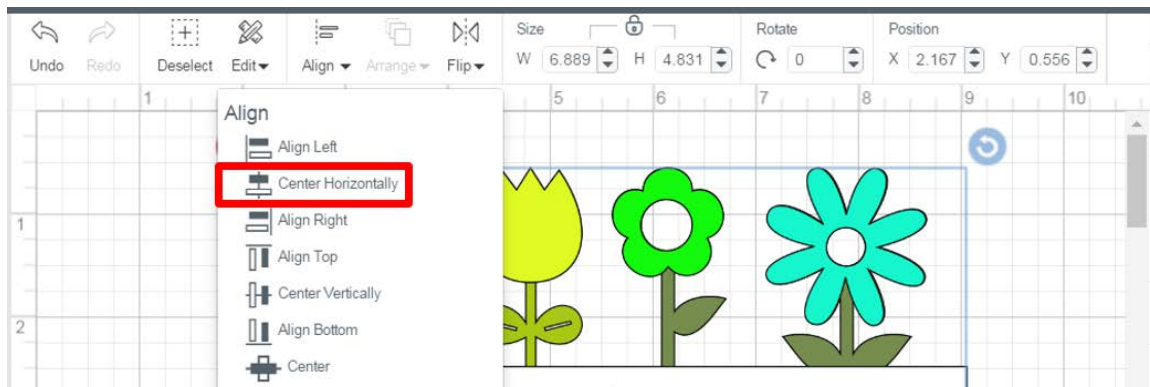 Size
Rotate
Position
W 6.889 H 4.831
0
X 2.167 Y 0.556
Undo Redo Deselect Edit Align Arrange Flip
1 5 6 7 8 9 10
Align
Align Left
Center Horizontally
Align Right
Align Top
Center Vertically
Align Bottom
Center
1
2